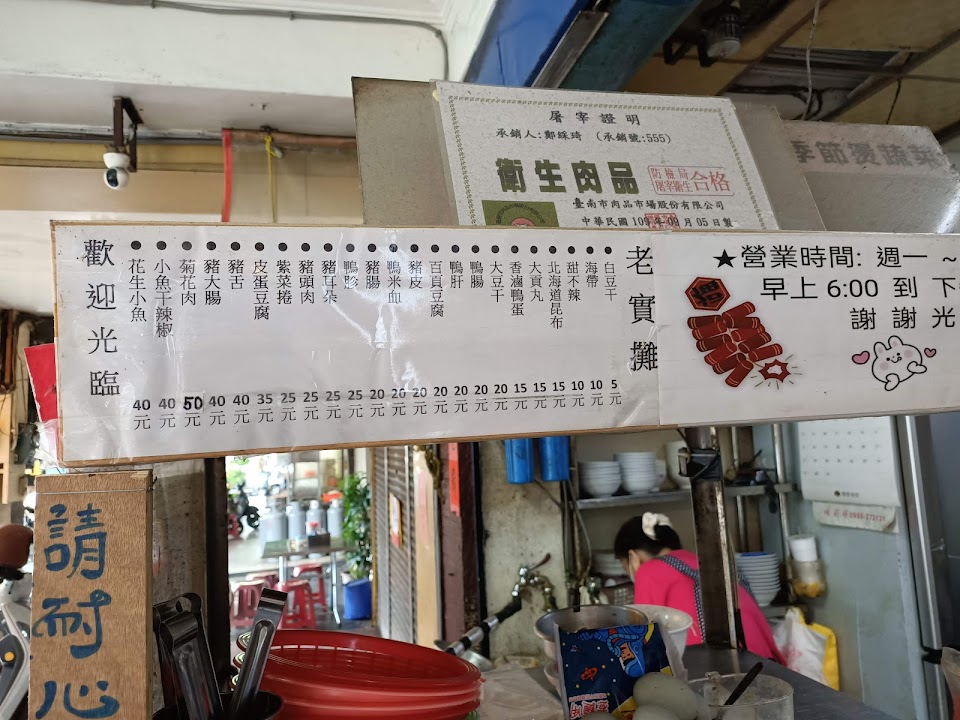 屠宰證明
承銷人:鄭綵琦 (承銷號:555)
衛生肉品
防檢局
屠宰衛生
合格
臺南市肉品市場股份有限公司
中華民國 109 年 09 月 05 日製
季節燙蔬菜
歡迎光臨
花生小魚 40元
小魚干辣椒 40元
菊花肉 50元
豬大腸 40元
豬舌 40元
皮蛋豆腐 35元
紫菜捲 25元
豬頭肉 25元
豬耳朵 25元
鴨胗 25元
豬腸 20元
鴨米血 20元
豬皮 20元
百頁豆腐 20元
鴨肝 20元
鴨腸 20元
大豆干 20元
香滷鴨蛋 15元
大貢丸 15元
北海道昆布 15元
甜不辣 10元
海帶 10元
白豆干 5元
老實攤
★營業時間: 週一 ~
早上 6:00 到 下
謝謝光
請耐心